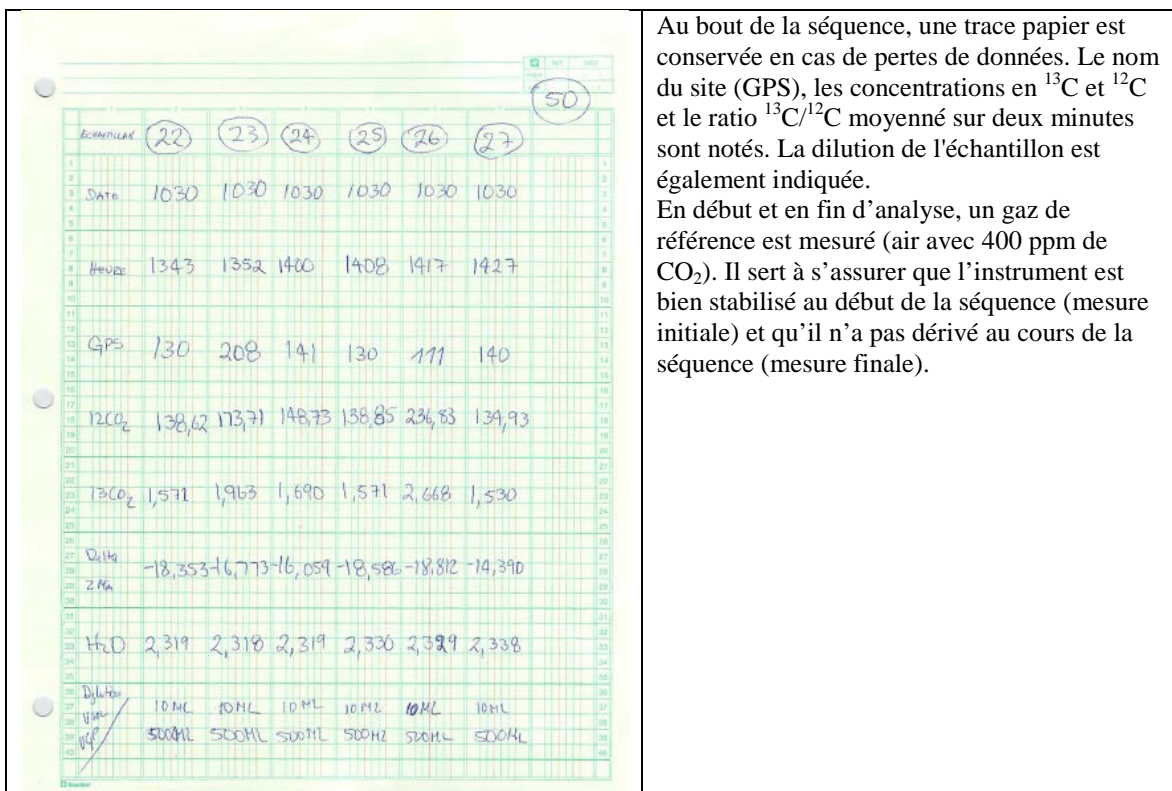 50
ECHANTILLON 22 23 24 25 26 27
DATE 1030 1030 1030 1030 1030 1030
HEURE 1343 1352 1400 1408 1417 1427
GPS 130 208 141 130 111 140
12CO₂ 138,62 173,71 148,73 138,85 236,83 134,93
13CO₂ 1,571 1,963 1,690 1,571 2,668 1,530
Delta -18,353 -16,773 -16,059 -18,586 -18,812 -14,390
2 Min
H₂O 2,319 2,318 2,319 2,330 2,329 2,338
Dilution
10ML 10ML 10ML 10ML 10ML 10ML
500ML 500ML 500ML 500ML 500ML 500ML
Au bout de la séquence, une trace papier est
conservée en cas de pertes de données. Le nom
du site (GPS), les concentrations en ¹³C et ¹²C
et le ratio ¹³C/¹²C moyenné sur deux minutes
sont notés. La dilution de l'échantillon est
également indiquée.
En début et en fin d’analyse, un gaz de
référence est mesuré (air avec 400 ppm de
CO₂). Il sert à s’assurer que l’instrument est
bien stabilisé au début de la séquence (mesure
initiale) et qu’il n’a pas dérivé au cours de la
séquence (mesure finale).